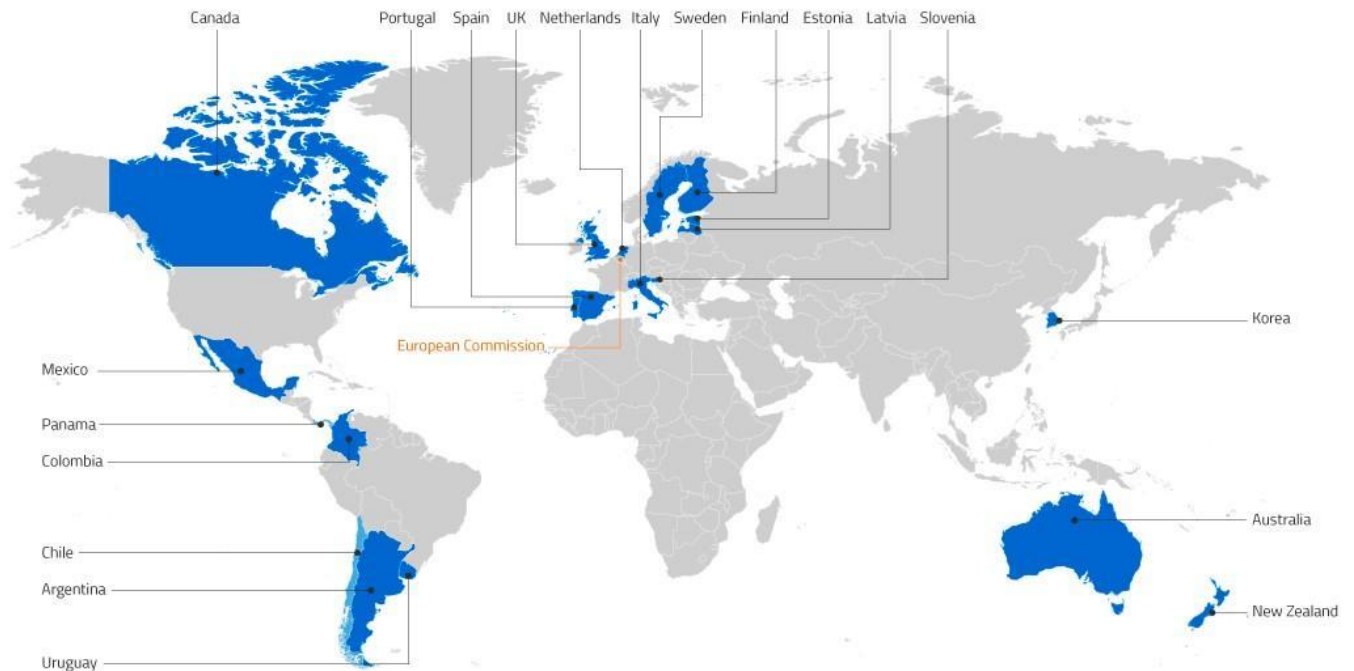 Canada
Portugal
Spain
UK
Netherlands
Italy
Sweden
Finland
Estonia
Latvia
Slovenia
European Commission
Korea
Mexico
Panama
Colombia
Australia
Chile
Argentina
New Zealand
Uruguay